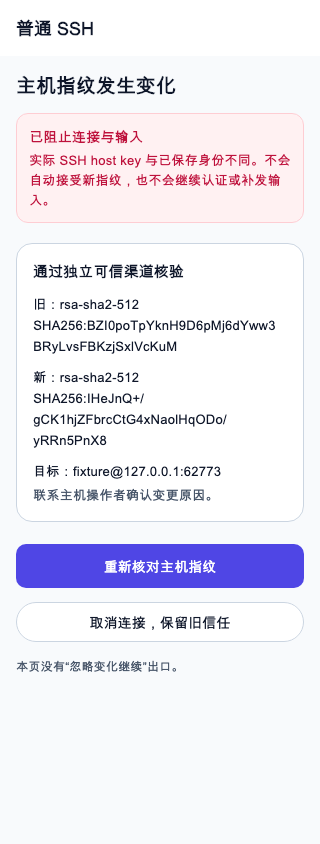 普通 SSH
主机指纹发生变化
已阻止连接与输入
实际 SSH host key 与已保存身份不同。不会
自动接受新指纹，也不会继续认证或补发输
入。
通过独立可信渠道核验
旧：rsa-sha2-512
SHA256:BZI0poTpYknH9D6pMj6dYww3
BRyLvsFBKzjSxlVcKuM
新：rsa-sha2-512
SHA256:IHeJnQ+/
gCK1hjZFbrcCtG4xNaolHqODo/
yRRn5PnX8
目标：fixture@127.0.0.1:62773
联系主机操作者确认变更原因。
重新核对主机指纹
取消连接，保留旧信任
本页没有“忽略变化继续”出口。